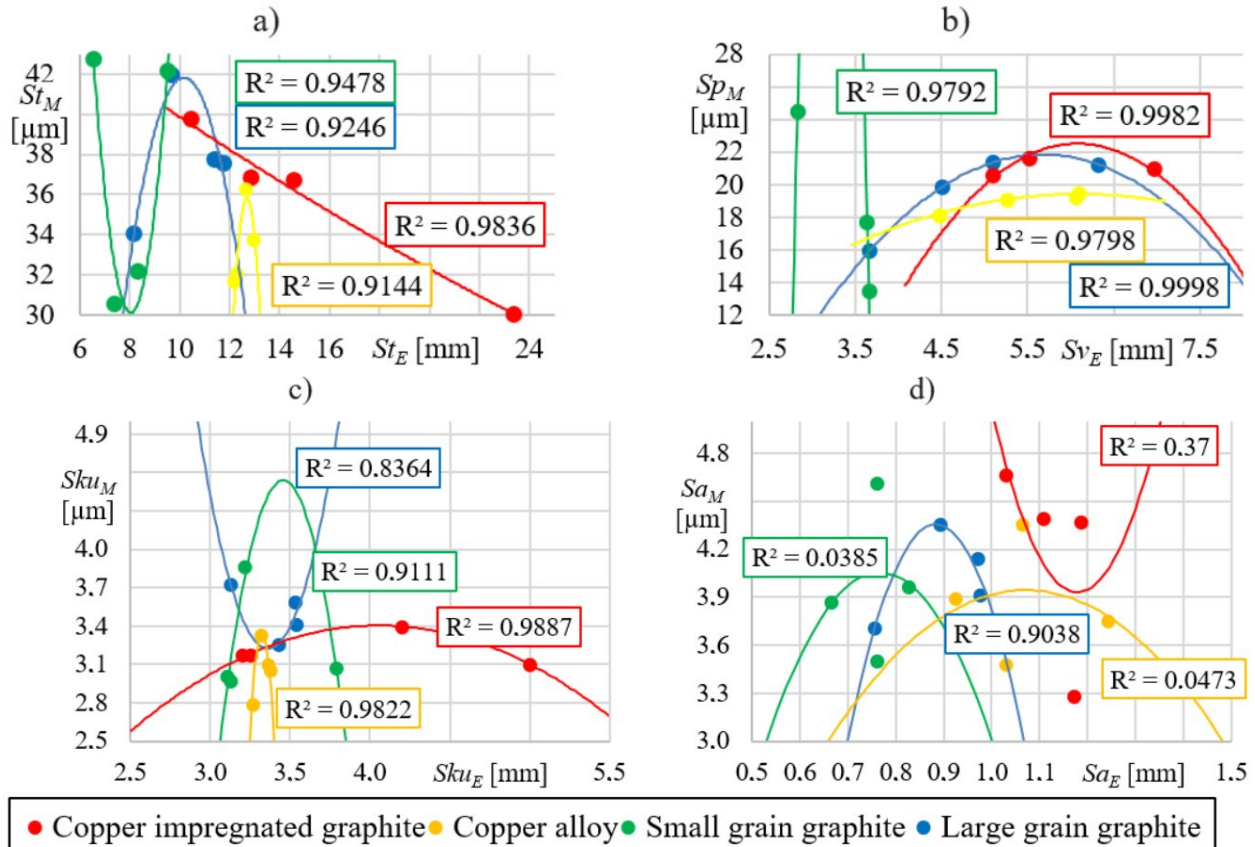 a)
42
St_M
[µm]
38
36
34
32
30
6 8 10 12 14 16 St_E [mm] 24
R² = 0.9478
R² = 0.9246
R² = 0.9836
R² = 0.9144
b)
28
Sp_M
[µm]
22
20
18
16
14
12
2.5 3.5 4.5 5.5 Sv_E [mm] 7.5
R² = 0.9792
R² = 0.9982
R² = 0.9798
R² = 0.9998
c)
4.9
Sku_M
[µm]
4.0
3.7
3.4
3.1
2.8
2.5
2.5 3.0 3.5 4.0 Sku_E [mm] 5.5
R² = 0.8364
R² = 0.9111
R² = 0.9887
R² = 0.9822
d)
4.8
Sa_M
[µm]
4.2
3.9
3.6
3.3
3.0
0.5 0.6 0.7 0.8 0.9 1.0 1.1 Sa_E [mm] 1.5
R² = 0.37
R² = 0.0385
R² = 0.9038
R² = 0.0473
Copper impregnated graphite Copper alloy Small grain graphite Large grain graphite